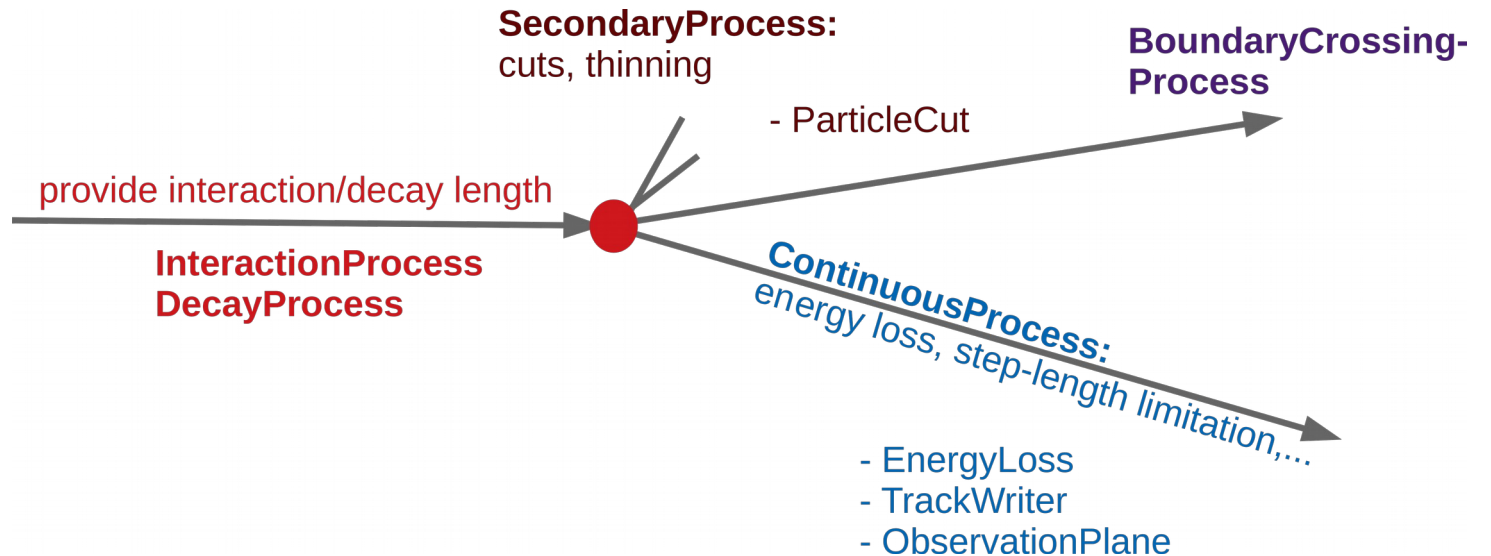 SecondaryProcess:
cuts, thinning
- ParticleCut
BoundaryCrossing-
Process
provide interaction/decay length
InteractionProcess
DecayProcess
ContinuousProcess:
energy loss, step-length limitation,...
- EnergyLoss
- TrackWriter
- ObservationPlane